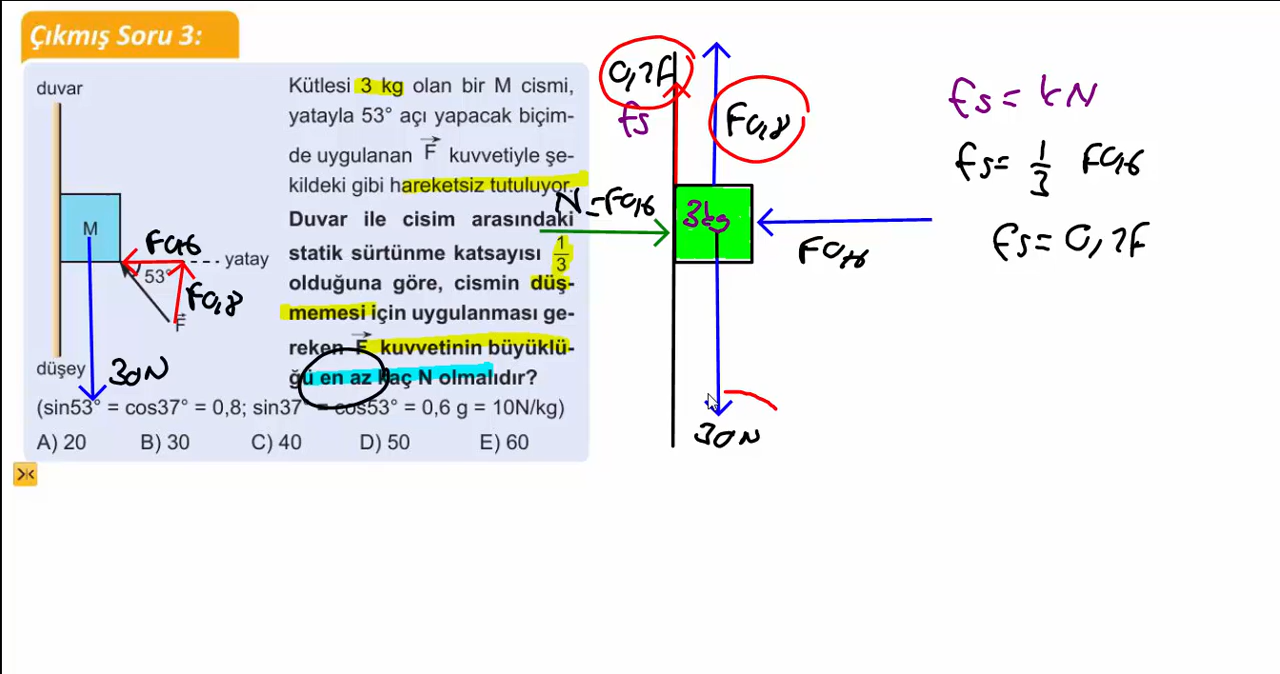 Çıkmış Soru 3:
duvar
Kütlesi 3 kg olan bir M cismi,
yatayla 53° açı yapacak biçim-
de uygulanan F kuvvetiyle şe-
kildeki gibi hareketsiz tutuluyor.
Duvar ile cisim arasındaki
statik sürtünme katsayısı 1/3
olduğuna göre, cismin düş-
memesi için uygulanması ge-
reken F kuvvetinin büyüklü-
ğü en az kaç N olmalıdır?
(sin53° = cos37° = 0,8; sin37° = cos53° = 0,6 g = 10N/kg)
A) 20 B) 30 C) 40 D) 50 E) 60
M
F0,6
yatay
53°
F0,8
F
düşey
30N
0,2F
fs
F0,8
N=F0,6
3kg
F0,6
30N
fs=kN
fs= 1/3 F0,6
fs= 0,2F